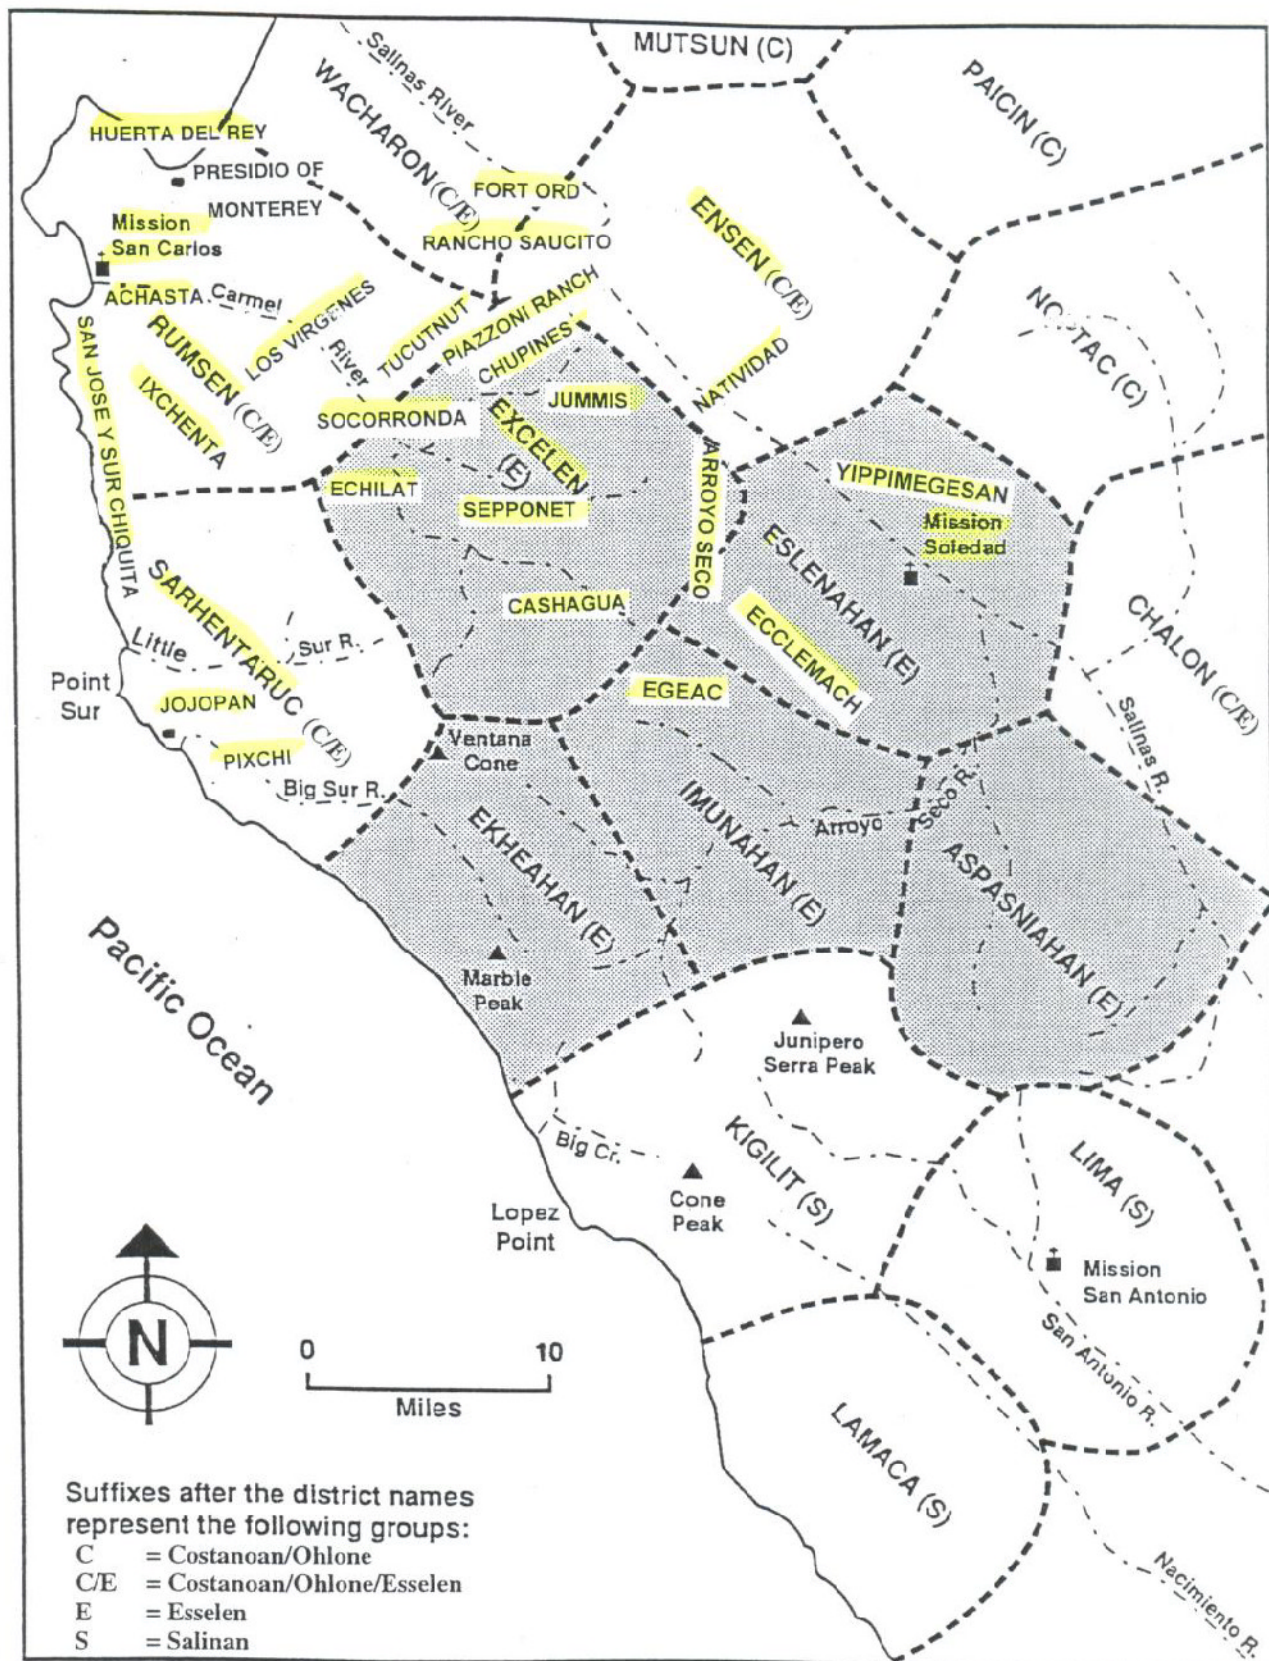 MUTSUN (C)
Salinas River
WACHARON (C/E)
PAICIN (C)
HUERTA DEL REY
PRESIDIO OF
MONTEREY
FORT ORD
RANCHO SAUCITO
ENSEN (C/E)
Mission
San Carlos
ACHASTA
Carmel
River
LOS VIRGENES
TUCUTNUT
PIAZZONI RANCH
CHUPINES
NATIVIDAD
NOPTAC (C)
RUMSEN (C/E)
IXCHENTA
SAN JOSE Y SUR CHIQUITA
SOCORRONDA
JUMMIS
EXCELEN
(E)
ECHILAT
SEPPONET
ARROYO SECO
YIPPIMEGESAN
Mission
Soledad
ESLENAHAN (E)
CASHAGUA
ECCLEMACH
CHALON (C/E)
SARHENTARUC (C/E)
Little
Sur R.
Point
Sur
JOJOPAN
PIXCHI
Big Sur R.
EGEAC
Ventana
Cone
Salinas R.
IMUNAHAN (E)
Arroyo
Seco R.
EKHEAHAN (E)
ASPASNIAHAN (E)
Marble
Peak
Pacific Ocean
Junipero
Serra Peak
Big Cr.
KIGILIT (S)
LIMA (S)
Cone
Peak
Lopez
Point
Mission
San Antonio
San Antonio R.
N
0 10
Miles
LAMACA (S)
Nacimiento R.
Suffixes after the district names
represent the following groups:
C = Costanoan/Ohlone
C/E = Costanoan/Ohlone/Esselen
E = Esselen
S = Salinan